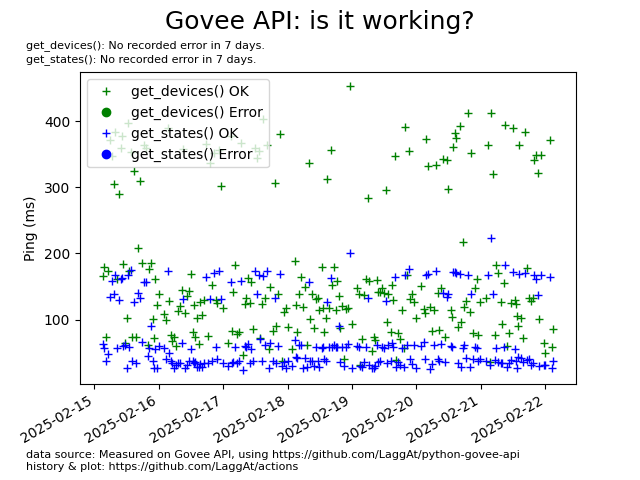 Govee API: is it working?
get_devices(): No recorded error in 7 days.
get_states(): No recorded error in 7 days.
get_devices() OK
get_devices() Error
get_states() OK
get_states() Error
Ping (ms)
400
300
200
100
2025-02-15
2025-02-16
2025-02-17
2025-02-18
2025-02-19
2025-02-20
2025-02-21
2025-02-22
data source: Measured on Govee API, using https://github.com/LaggAt/python-govee-api
history & plot: https://github.com/LaggAt/actions